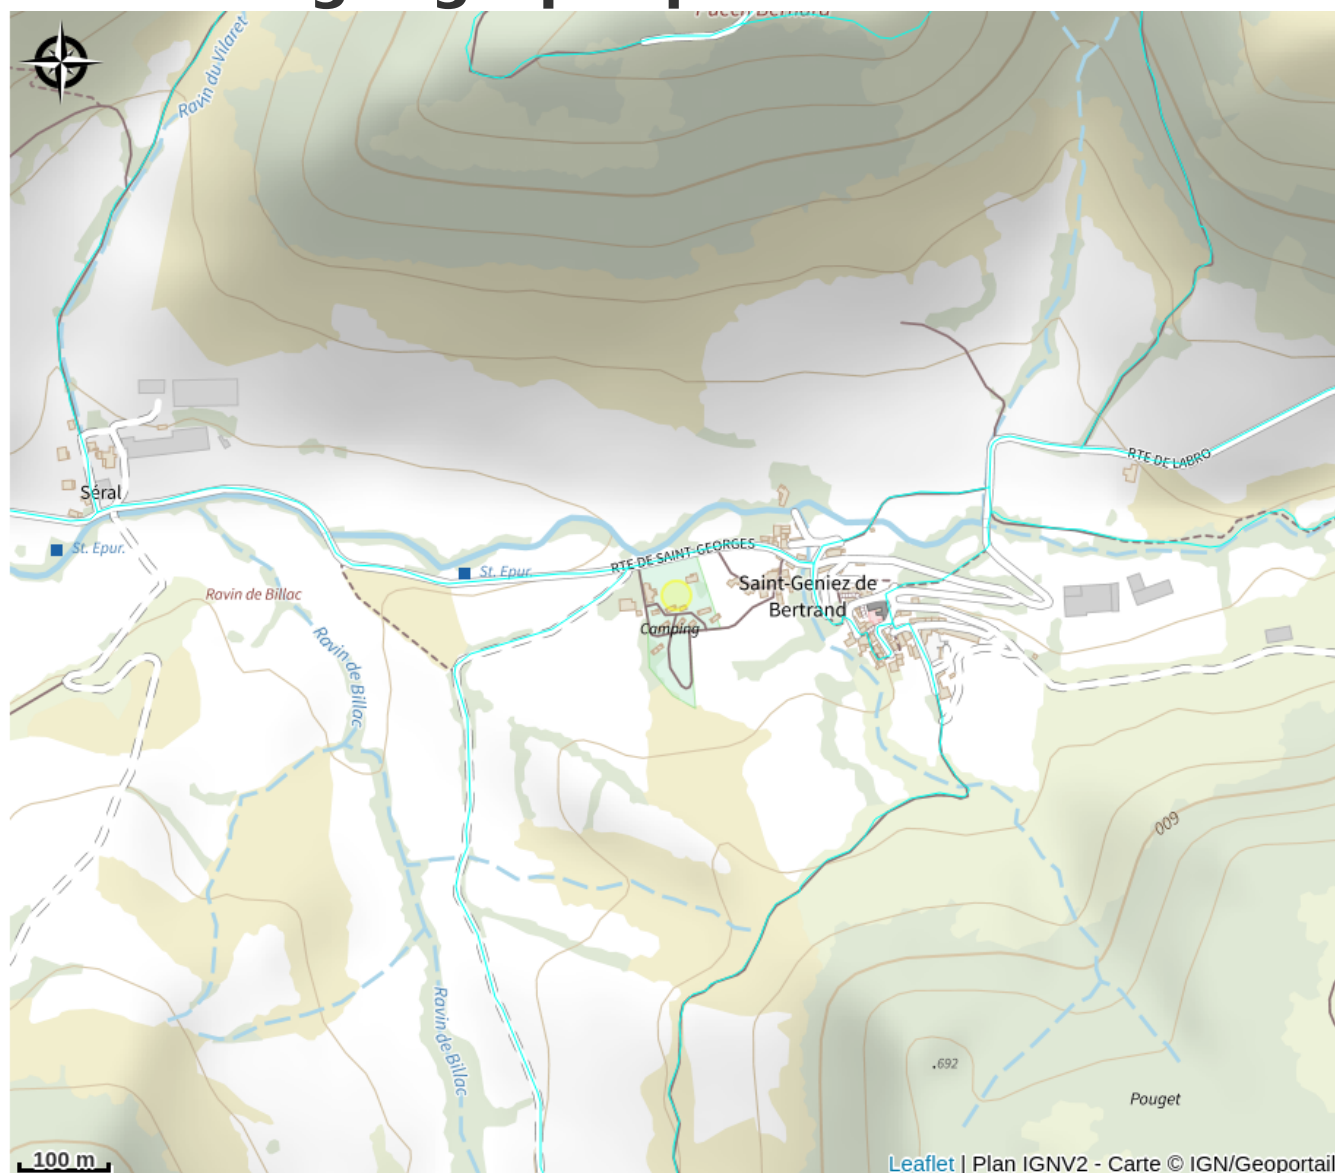 Ravin du Vilaret
RTE DE LABRO
Séral
St. Epur.
RTE DE SAINT-GEORGES
St. Epur.
Saint-Geniez de
Bertrand
Ravin de Billac
Camping
Ravin de Billac
600
Ravin de Billac
.692
Pouget
100 m
Leaflet | Plan IGNV2 - Carte © IGN/Geoportail